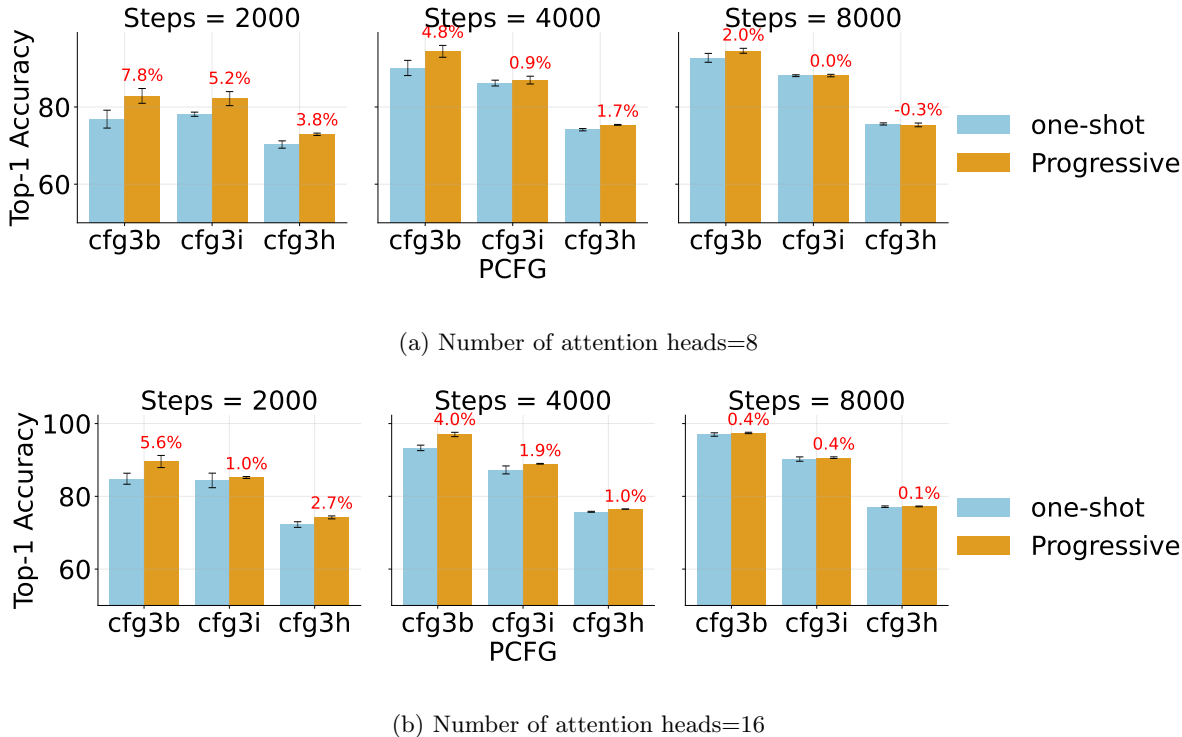 Steps = 2000 Steps = 4000 Steps = 8000
Top-1 Accuracy
80
60
7.8% 5.2% 3.8%
4.8% 0.9% 1.7%
2.0% 0.0% -0.3%
cfg3b cfg3i cfg3h cfg3b cfg3i cfg3h cfg3b cfg3i cfg3h
PCFG
one-shot
Progressive
(a) Number of attention heads=8
Steps = 2000 Steps = 4000 Steps = 8000
Top-1 Accuracy
100
80
60
5.6% 1.0% 2.7%
4.0% 1.9% 1.0%
0.4% 0.4% 0.1%
cfg3b cfg3i cfg3h cfg3b cfg3i cfg3h cfg3b cfg3i cfg3h
PCFG
one-shot
Progressive
(b) Number of attention heads=16